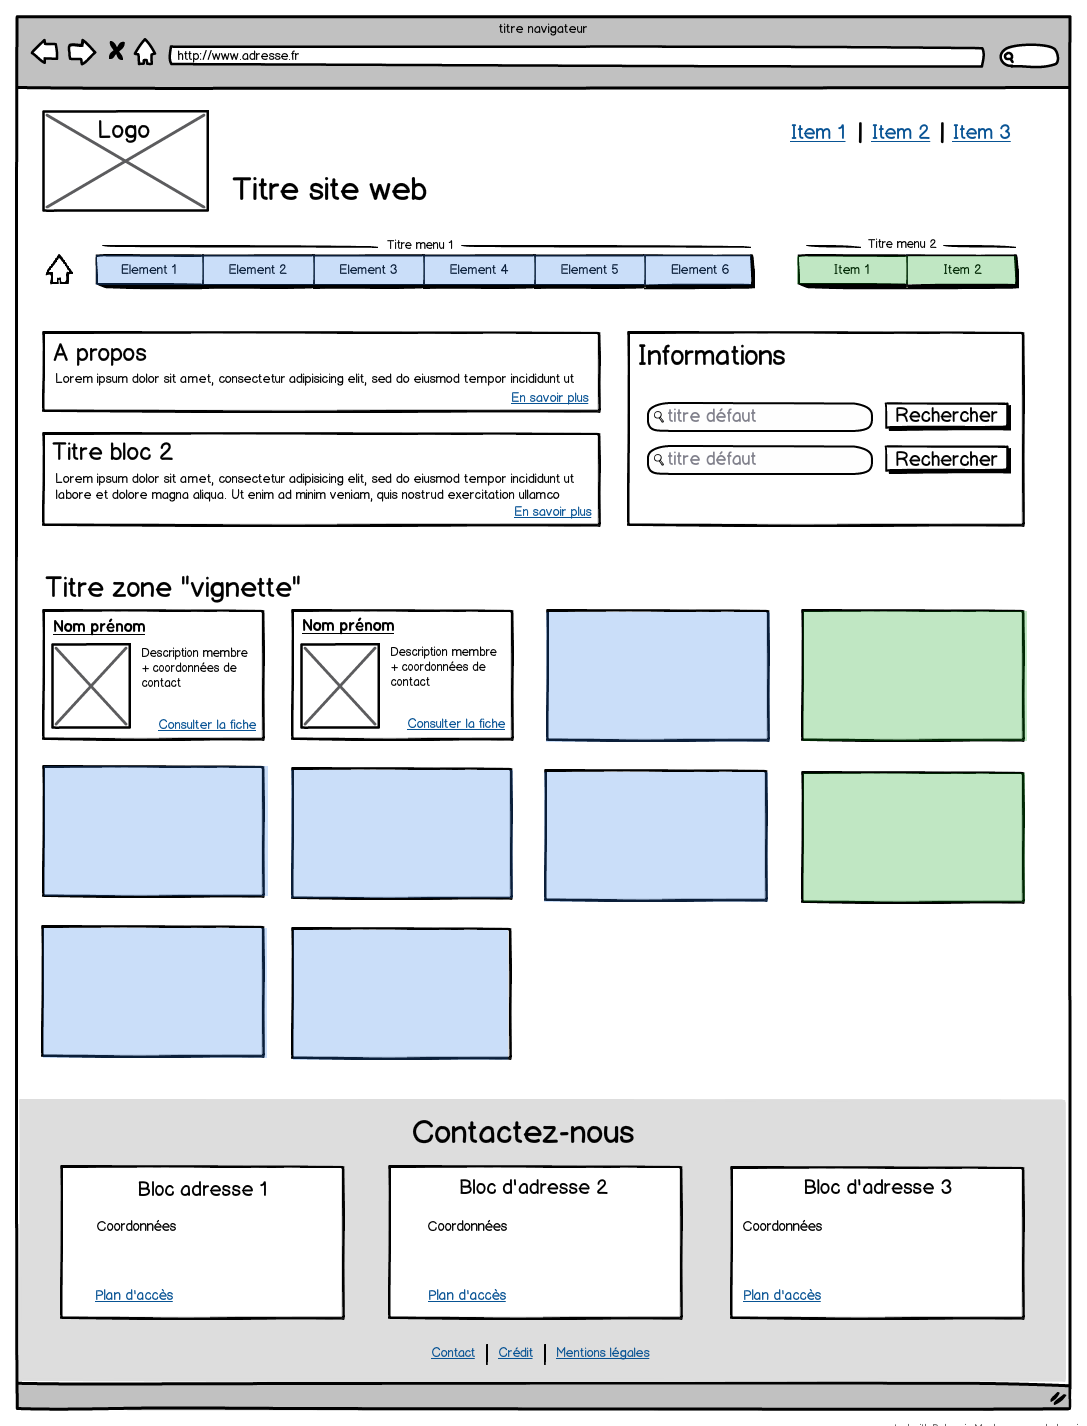 titre navigateur
http://www.adresse.fr
Logo
Item 1 | Item 2 | Item 3
Titre site web
Titre menu 1
Titre menu 2
Element 1 Element 2 Element 3 Element 4 Element 5 Element 6
Item 1 Item 2
A propos
Lorem ipsum dolor sit amet, consectetur adipisicing elit, sed do eiusmod tempor incididunt ut
En savoir plus
Titre bloc 2
Lorem ipsum dolor sit amet, consectetur adipisicing elit, sed do eiusmod tempor incididunt ut
labore et dolore magna aliqua. Ut enim ad minim veniam, quis nostrud exercitation ullamco
En savoir plus
Informations
titre défaut Rechercher
titre défaut Rechercher
Titre zone "vignette"
Nom prénom
Description membre
+ coordonnées de
contact
Consulter la fiche
Nom prénom
Description membre
+ coordonnées de
contact
Consulter la fiche
Contactez-nous
Bloc adresse 1
Coordonnées
Plan d'accès
Bloc d'adresse 2
Coordonnées
Plan d'accès
Bloc d'adresse 3
Coordonnées
Plan d'accès
Contact | Crédit | Mentions légales